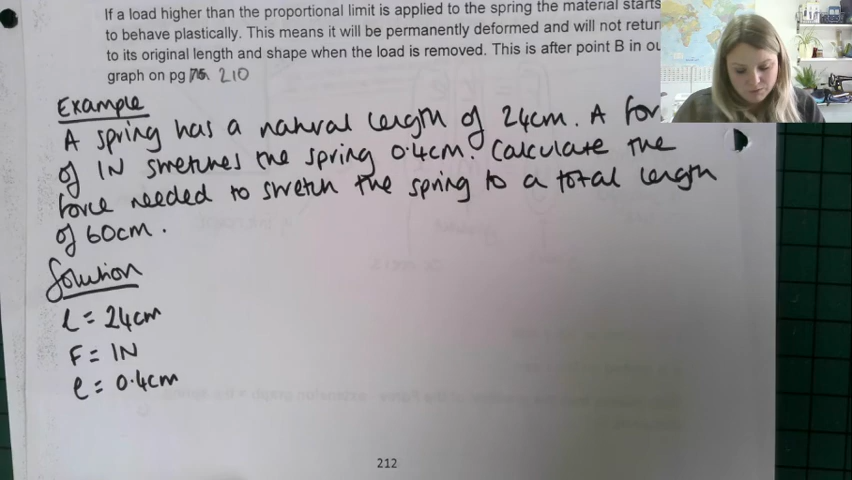 If a load higher than the proportional limit is applied to the spring the material starts
to behave plastically. This means it will be permanently deformed and will not retur
to its original length and shape when the load is removed. This is after point B in ou
graph on pg 210
Example
A spring has a natural length of 24cm. A for
of 1N stretches the spring 0.4cm. Calculate the
force needed to stretch the spring to a total length
of 60cm.
Solution
l = 24cm
F = 1N
e = 0.4cm
212